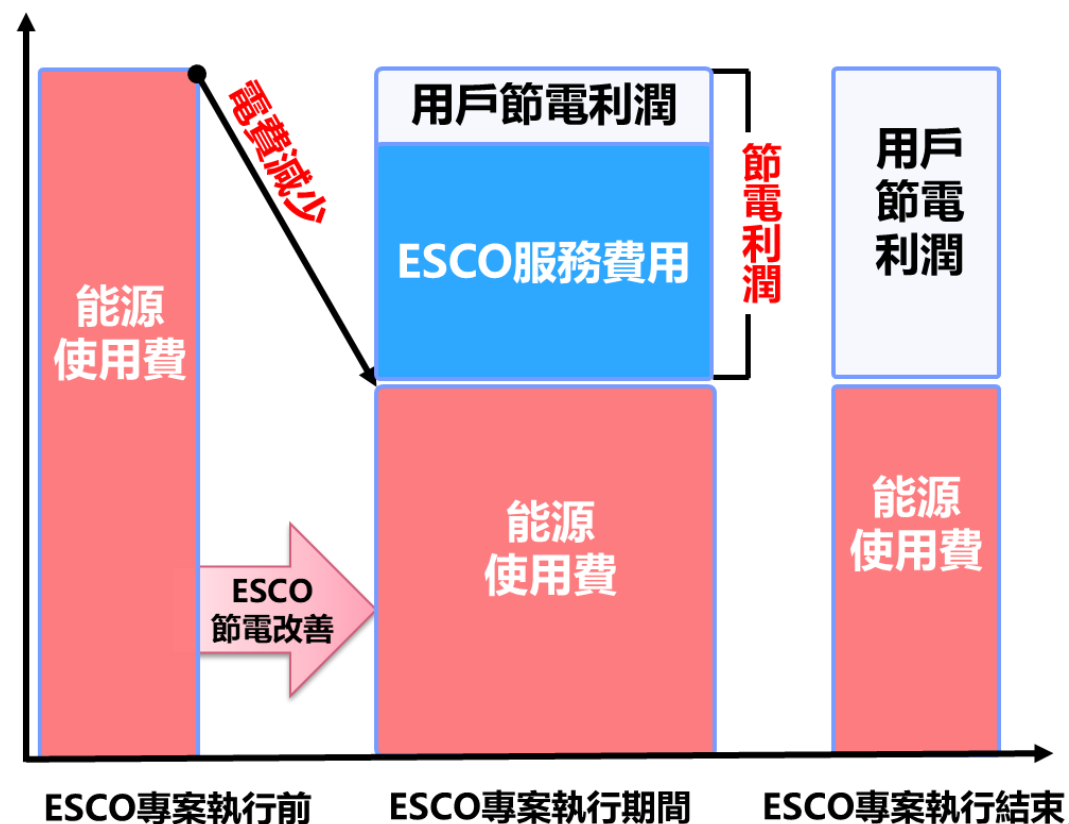 能源
使用費
電費減少
ESCO
節電改善
用戶節電利潤
ESCO服務費用
能源
使用費
節電利潤
用戶
節電
利潤
能源
使用費
ESCO專案執行前
ESCO專案執行期間
ESCO專案執行結束